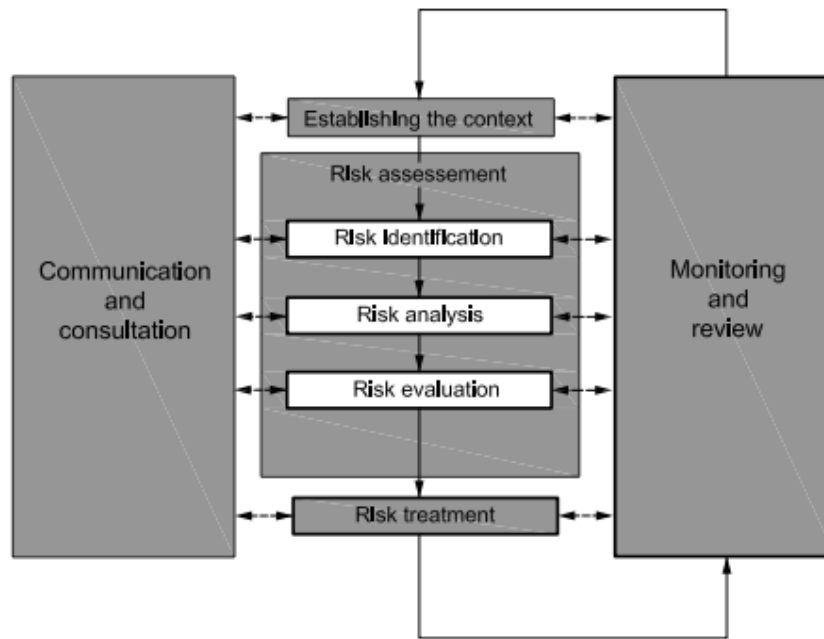 Establishing the context
Risk assessement
Risk identification
Communication
and
consultation
Monitoring
and
review
Risk analysis
Risk evaluation
Risk treatment